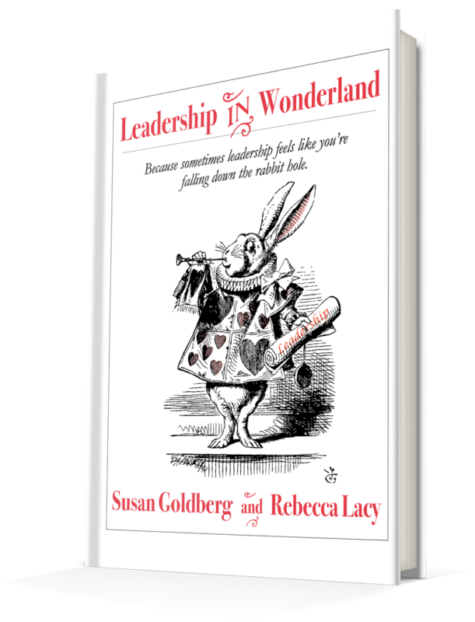 Leadership IN Wonderland
Because sometimes leadership feels like you're
falling down the rabbit hole.
Leadership
Susan Goldberg and Rebecca Lacy